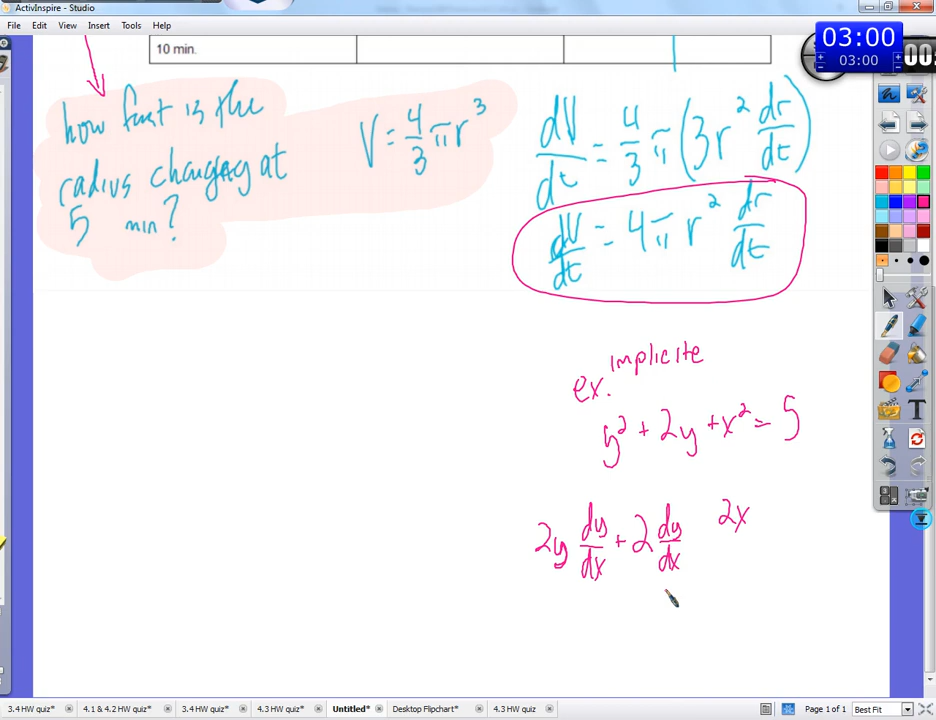 ActivInspire - Studio
File Edit View Insert Tools Help
03:00
03:00
10 min.
how fast is the
radius changing at
5 min?
V = 4/3 πr³
dV/dt = 4/3 π (3r² dr/dt)
dV/dt = 4π r² dr/dt
implicite
ex.
y² + 2y + x² = 5
2y dy/dx + 2 dy/dx 2x
3.4 HW quiz* 4.1 & 4.2 HW quiz* 3.4 HW quiz* 4.3 HW quiz* Untitled* Desktop Flipchart* 4.3 HW quiz Page 1 of 1 Best Fit